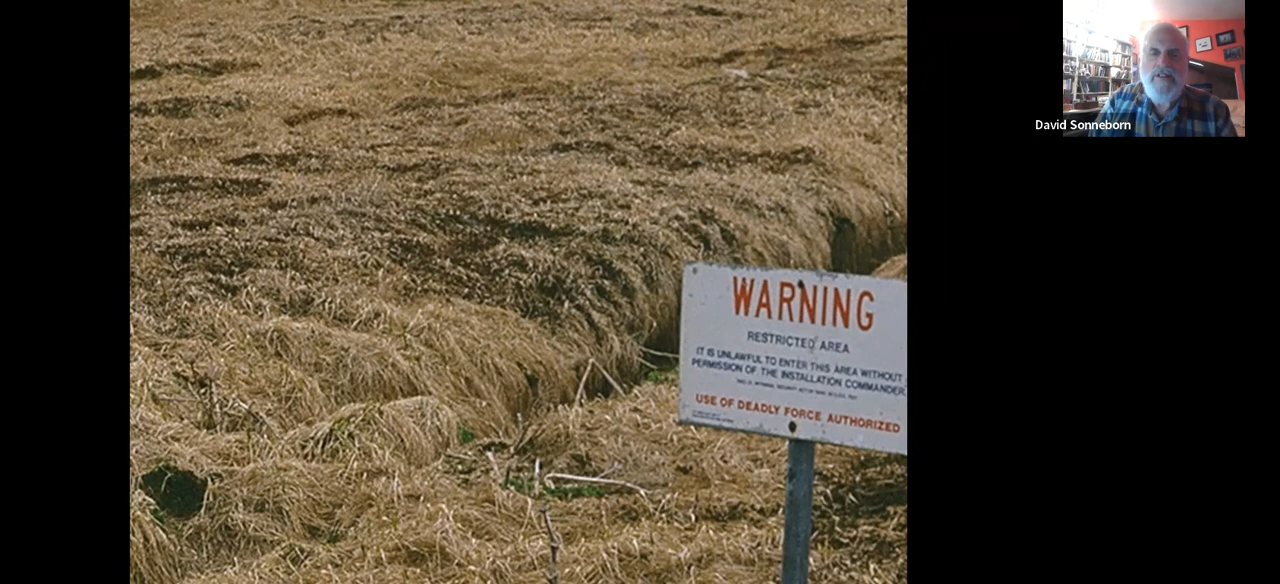 David Sonneborn
WARNING
RESTRICTED AREA
IT IS UNLAWFUL TO ENTER THIS AREA WITHOUT
PERMISSION OF THE INSTALLATION COMMANDER.
USE OF DEADLY FORCE AUTHORIZED